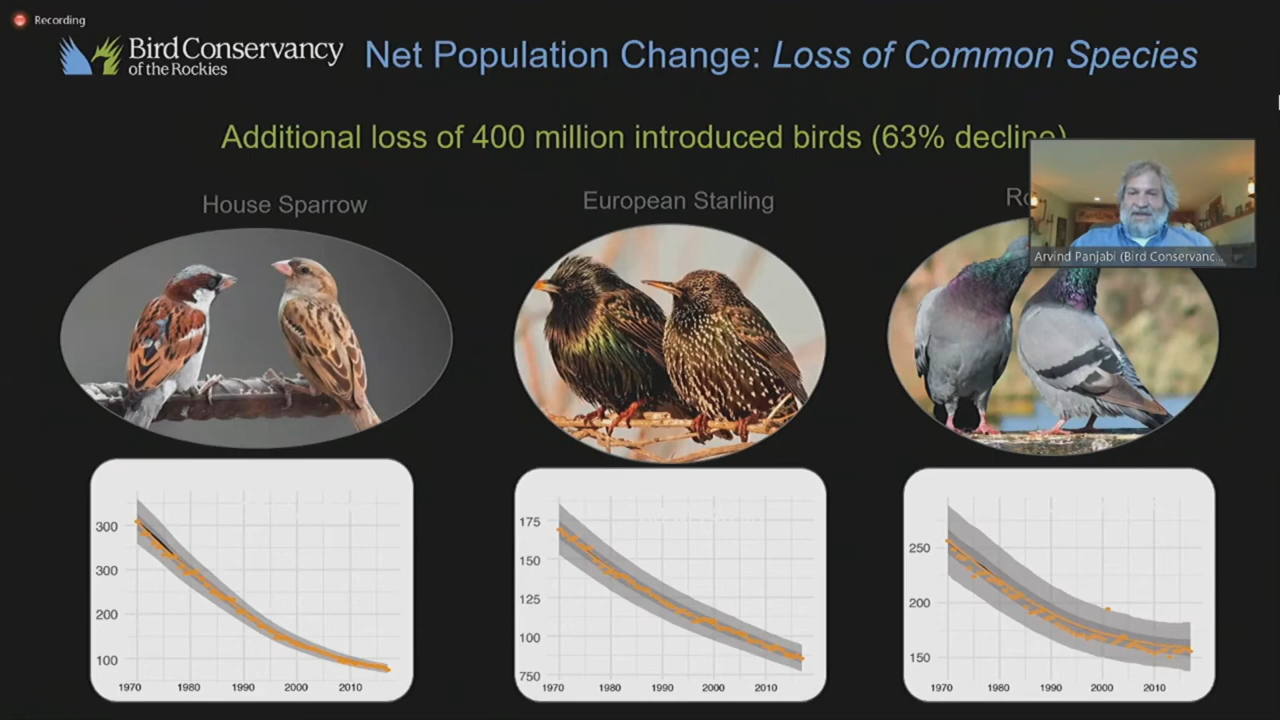 Recording
Bird Conservancy
of the Rockies
Net Population Change: Loss of Common Species
Additional loss of 400 million introduced birds (63% decline)
House Sparrow
European Starling
Arvind Panjabi (Bird Conservanc...
300
300
200
100
1970 1980 1990 2000 2010
175
150
125
100
750
1970 1980 1990 2000 2010
250
200
150
1970 1980 1990 2000 2010